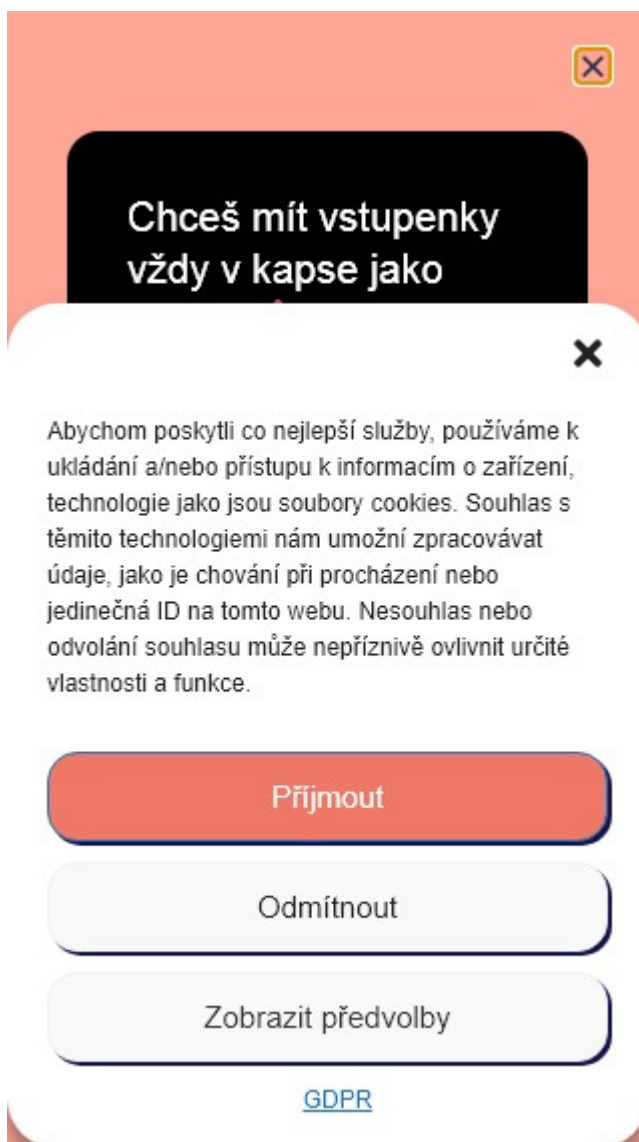 Chceš mít vstupenky
vždy v kapse jako
Abychom poskytli co nejlepší služby, používáme k
ukládání a/nebo přístupu k informacím o zařízení,
technologie jako jsou soubory cookies. Souhlas s
těmito technologiemi nám umožní zpracovávat
údaje, jako je chování při procházení nebo
jedinečná ID na tomto webu. Nesouhlas nebo
odvolání souhlasu může nepříznivě ovlivnit určité
vlastnosti a funkce.
Příjmout
Odmítnout
Zobrazit předvolby
GDPR